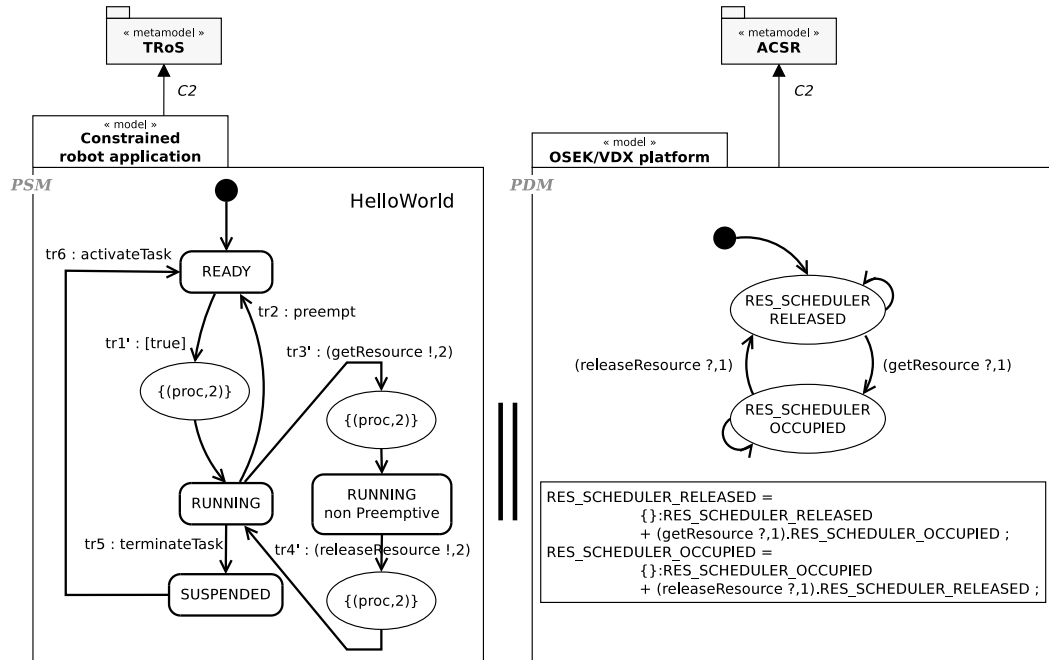 « metamodel »
TRoS
C2
« model »
Constrained
robot application
PSM
HelloWorld
tr6 : activateTask
READY
tr2 : preempt
tr1' : [true]
tr3' : (getResource !,2)
{(proc,2)}
{(proc,2)}
RUNNING
RUNNING
non Preemptive
tr5 : terminateTask
tr4' : (releaseResource !,2)
SUSPENDED
{(proc,2)}
« metamodel »
ACSR
C2
« model »
OSEK/VDX platform
PDM
RES_SCHEDULER
RELEASED
(releaseResource ?,1)
(getResource ?,1)
RES_SCHEDULER
OCCUPIED
RES_SCHEDULER_RELEASED =
{}:RES_SCHEDULER_RELEASED
+ (getResource ?,1).RES_SCHEDULER_OCCUPIED ;
RES_SCHEDULER_OCCUPIED =
{}:RES_SCHEDULER_OCCUPIED
+ (releaseResource ?,1).RES_SCHEDULER_RELEASED ;